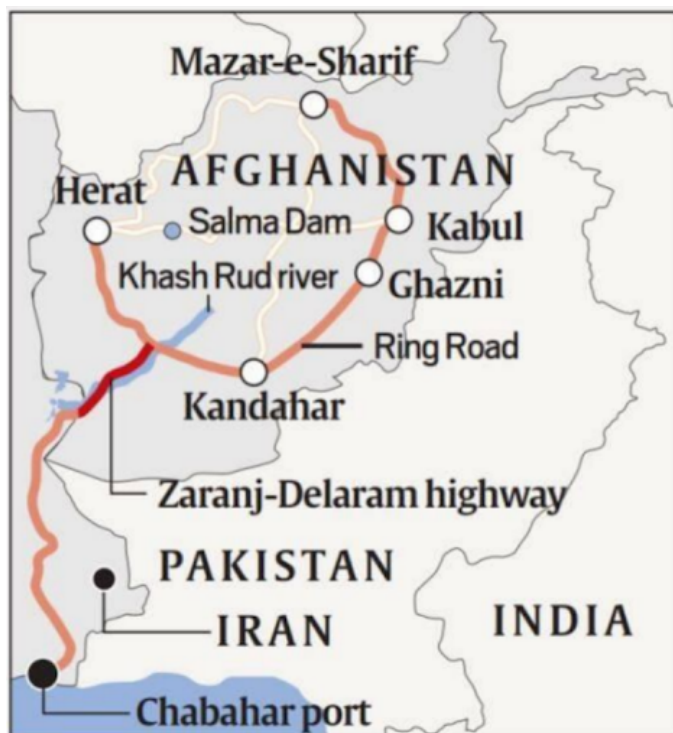 Mazar-e-Sharif
AFGHANISTAN
Herat
Salma Dam
Kabul
Khash Rud river
Ghazni
Ring Road
Kandahar
Zaranj-Delaram highway
PAKISTAN
IRAN
INDIA
Chabahar port